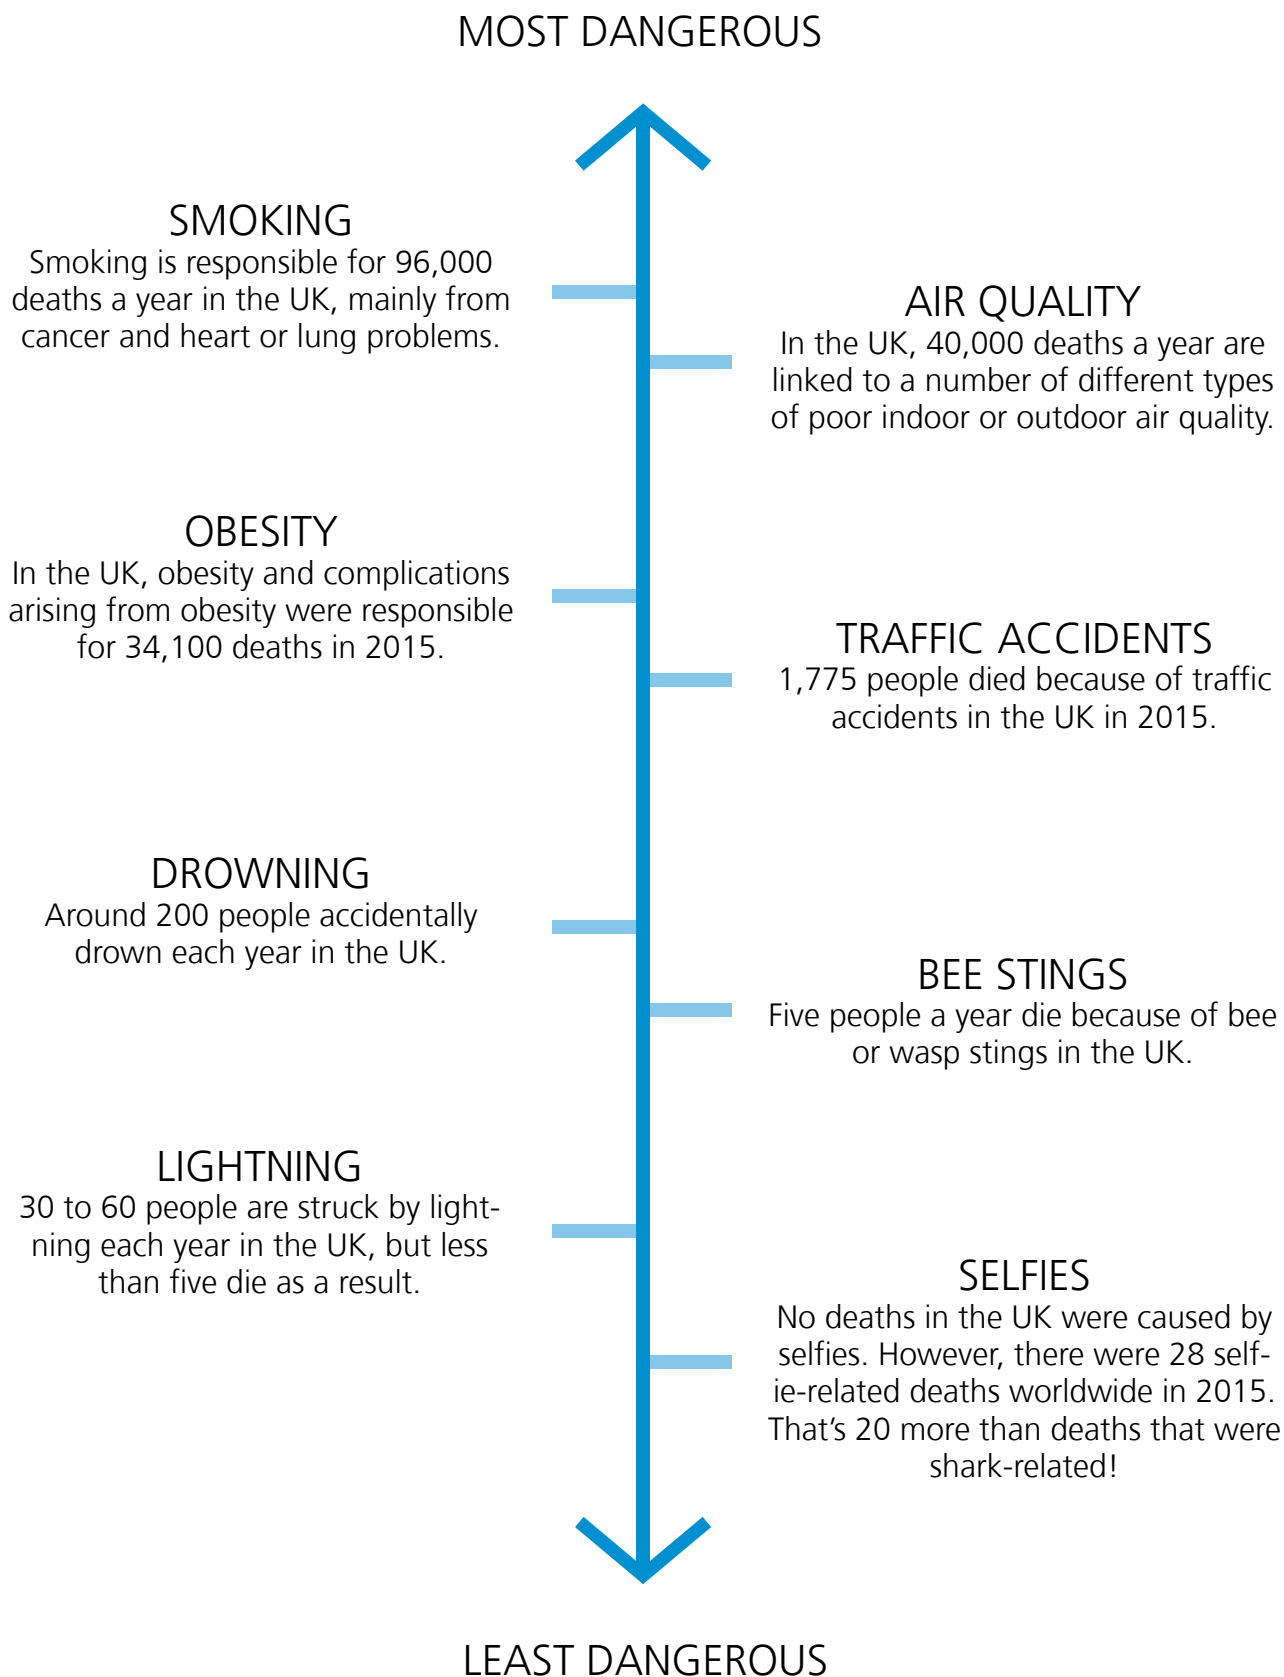 MOST DANGEROUS
SMOKING
Smoking is responsible for 96,000
deaths a year in the UK, mainly from
cancer and heart or lung problems.
AIR QUALITY
In the UK, 40,000 deaths a year are
linked to a number of different types
of poor indoor or outdoor air quality.
OBESITY
In the UK, obesity and complications
arising from obesity were responsible
for 34,100 deaths in 2015.
TRAFFIC ACCIDENTS
1,775 people died because of traffic
accidents in the UK in 2015.
DROWNING
Around 200 people accidentally
drown each year in the UK.
BEE STINGS
Five people a year die because of bee
or wasp stings in the UK.
LIGHTNING
30 to 60 people are struck by light-
ning each year in the UK, but less
than five die as a result.
SELFIES
No deaths in the UK were caused by
selfies. However, there were 28 self-
ie-related deaths worldwide in 2015.
That's 20 more than deaths that were
shark-related!
LEAST DANGEROUS